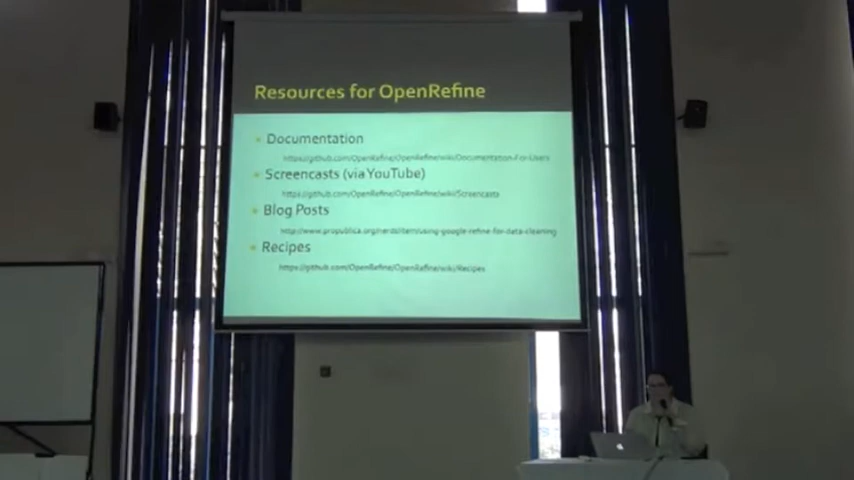 Resources for OpenRefine
Documentation
https://github.com/OpenRefine/OpenRefine/wiki/Documentation-For-Users
Screencasts (via YouTube)
https://github.com/OpenRefine/OpenRefine/wiki/Screencasts
Blog Posts
http://www.propublica.org/nerds/item/using-google-refine-for-data-cleaning
Recipes
https://github.com/OpenRefine/OpenRefine/wiki/Recipes